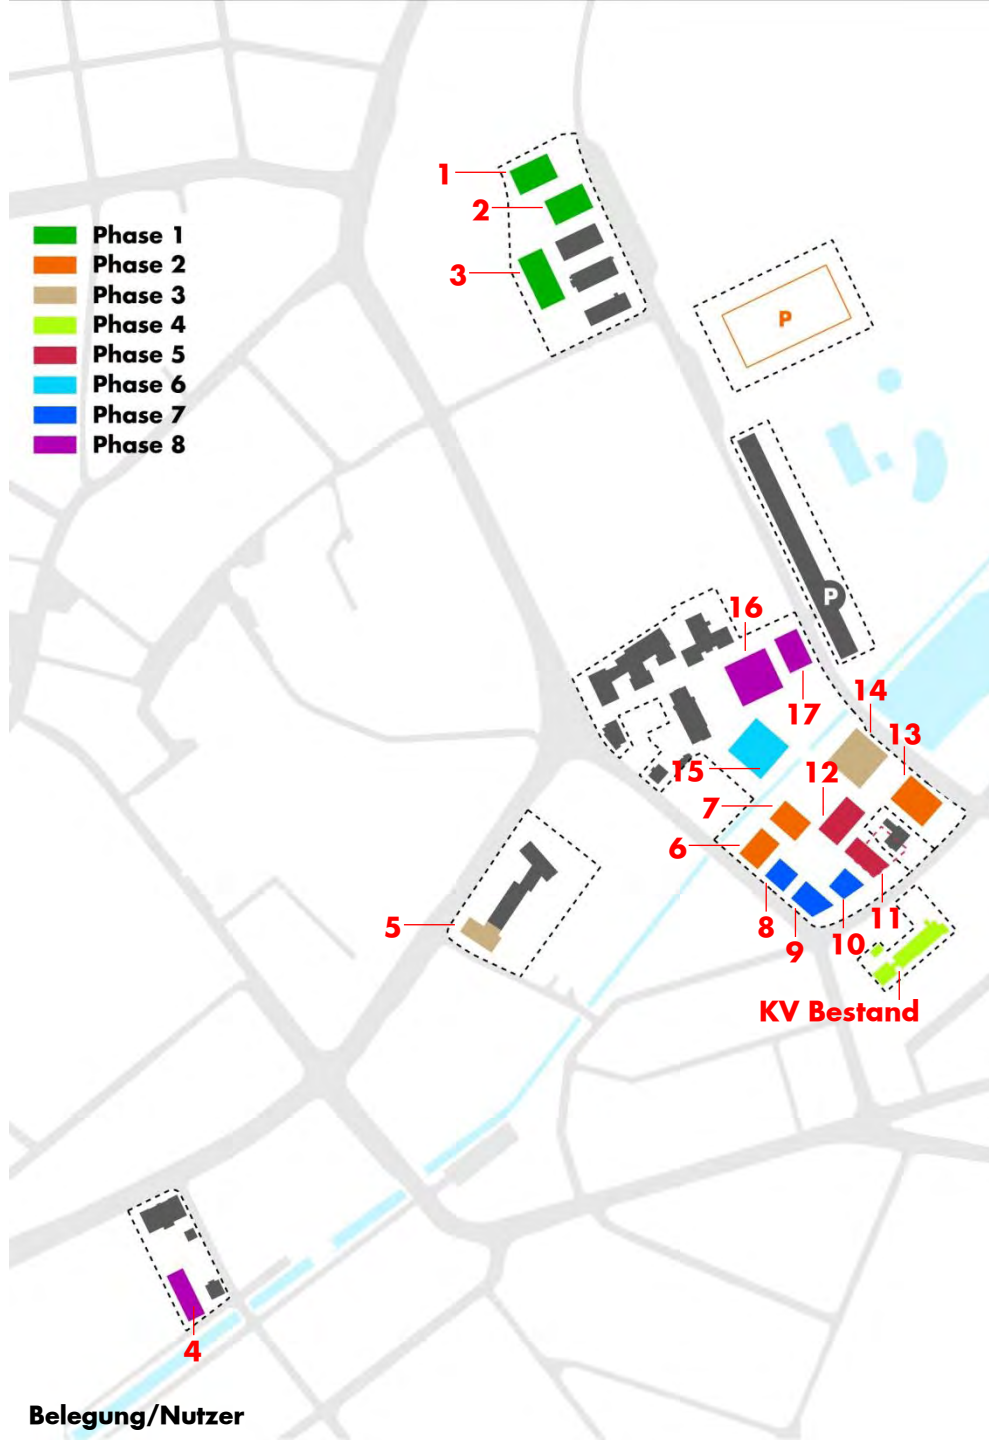 1
2
3
Phase 1
Phase 2
Phase 3
Phase 4
Phase 5
Phase 6
Phase 7
Phase 8
P
P
16
17
14
13
15
12
7
6
5
8
9
10
11
KV Bestand
4
Belegung/Nutzer